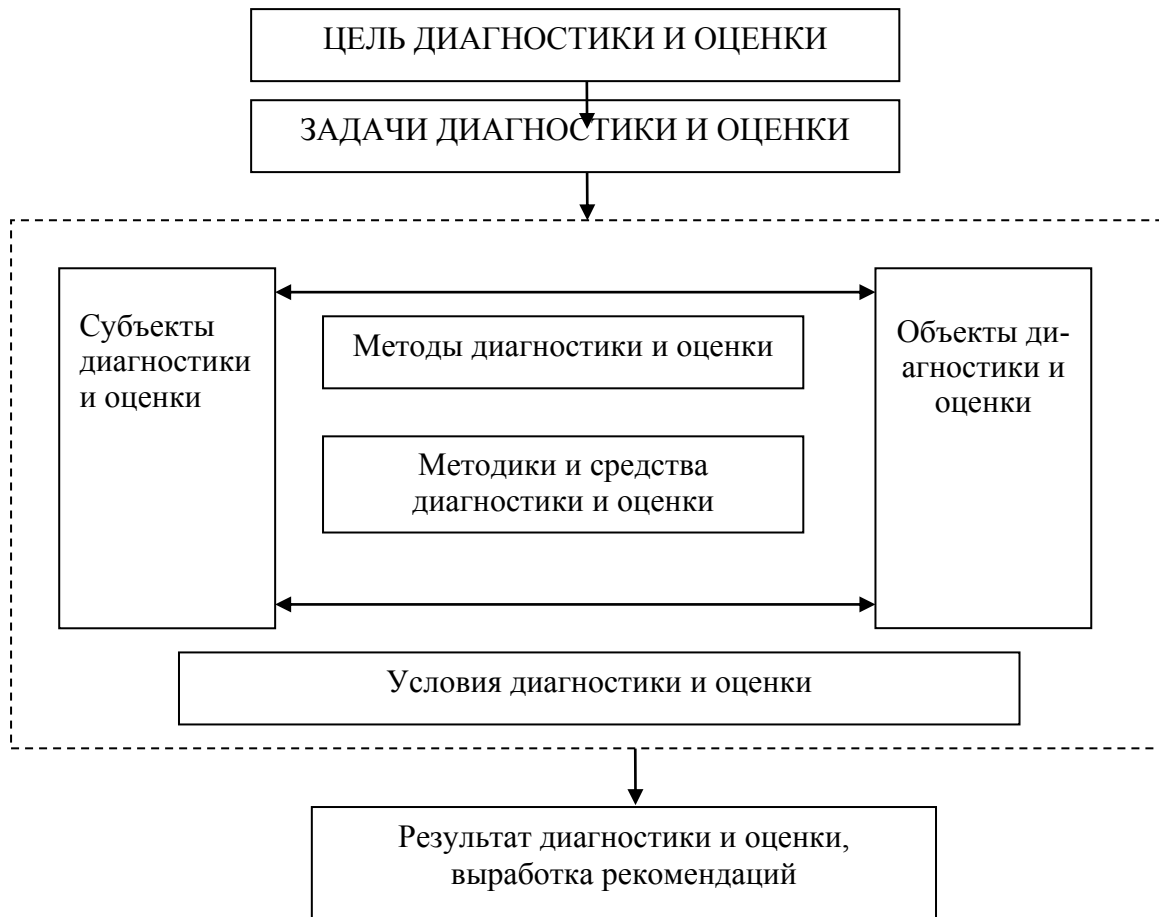 ЦЕЛЬ ДИАГНОСТИКИ И ОЦЕНКИ
ЗАДАЧИ ДИАГНОСТИКИ И ОЦЕНКИ
Субъекты
диагностики
и оценки
Методы диагностики и оценки
Методики и средства
диагностики и оценки
Объекты ди-
агностики и
оценки
Условия диагностики и оценки
Результат диагностики и оценки,
выработка рекомендаций